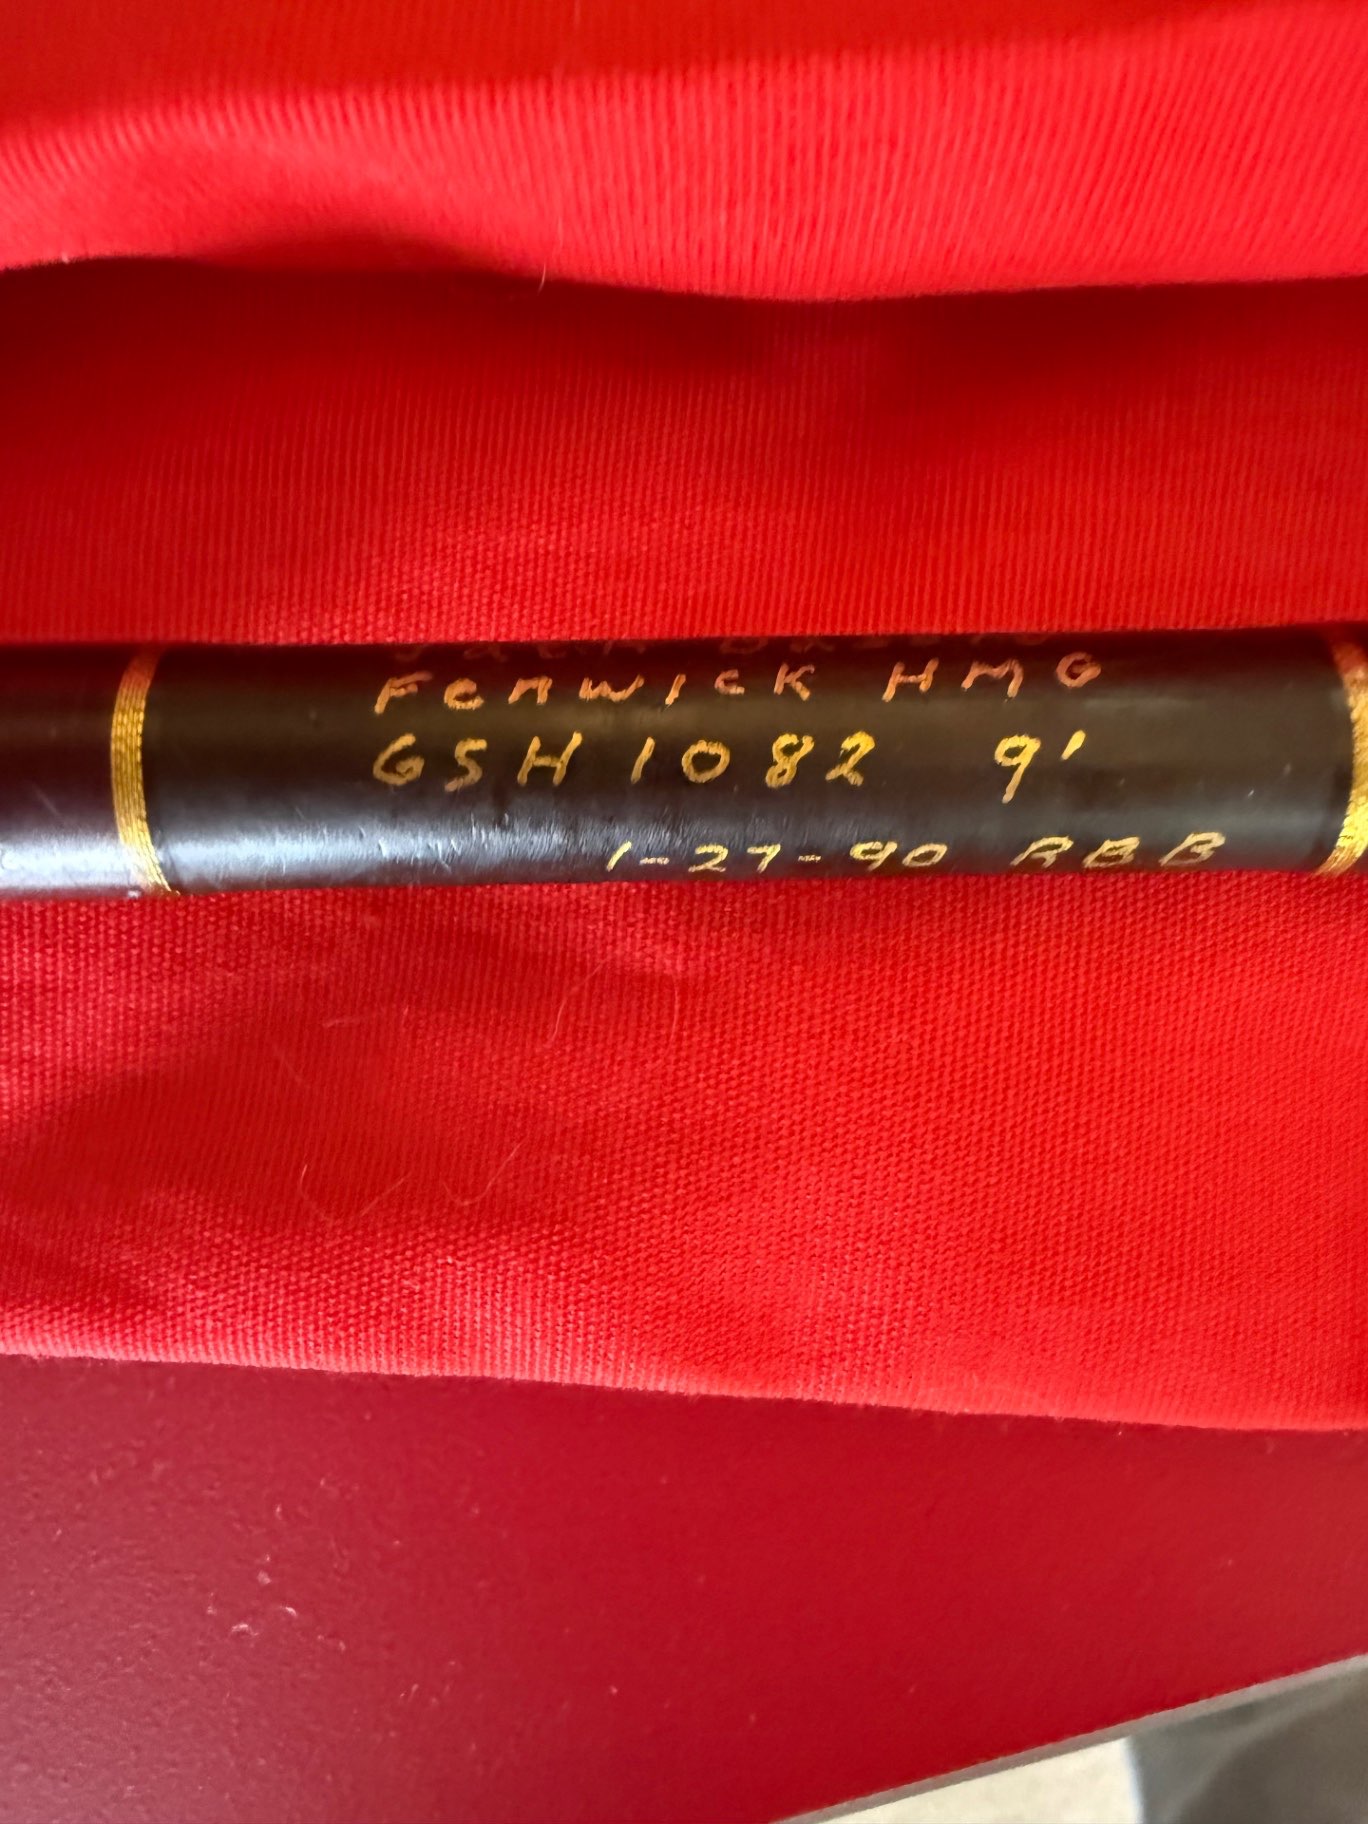 Fenwick HMG
GSH 1082 9'
1-27-90 RBB